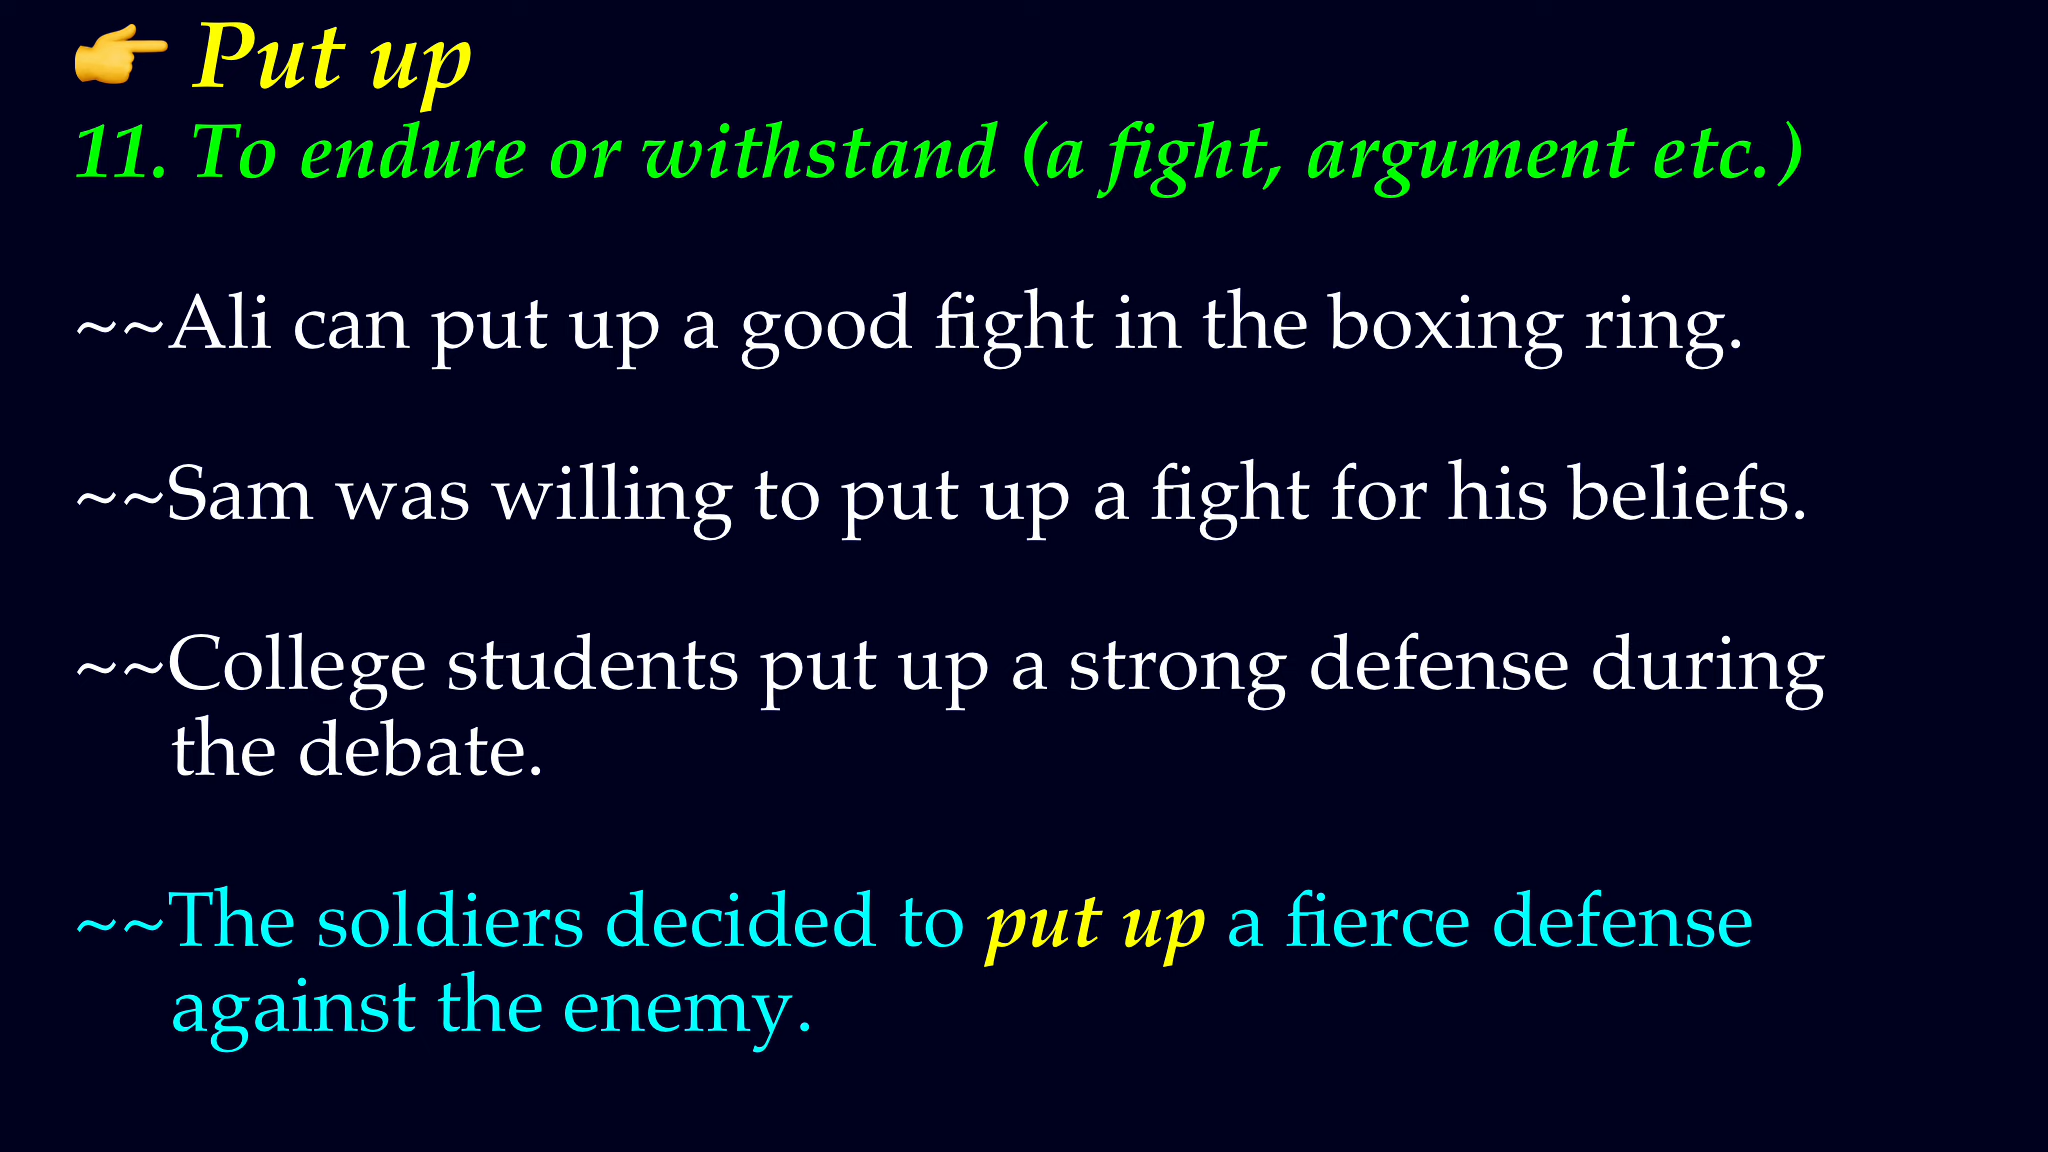 👉 Put up
11. To endure or withstand (a fight, argument etc.)
~~Ali can put up a good fight in the boxing ring.
~~Sam was willing to put up a fight for his beliefs.
~~College students put up a strong defense during
the debate.
~~The soldiers decided to put up a fierce defense
against the enemy.